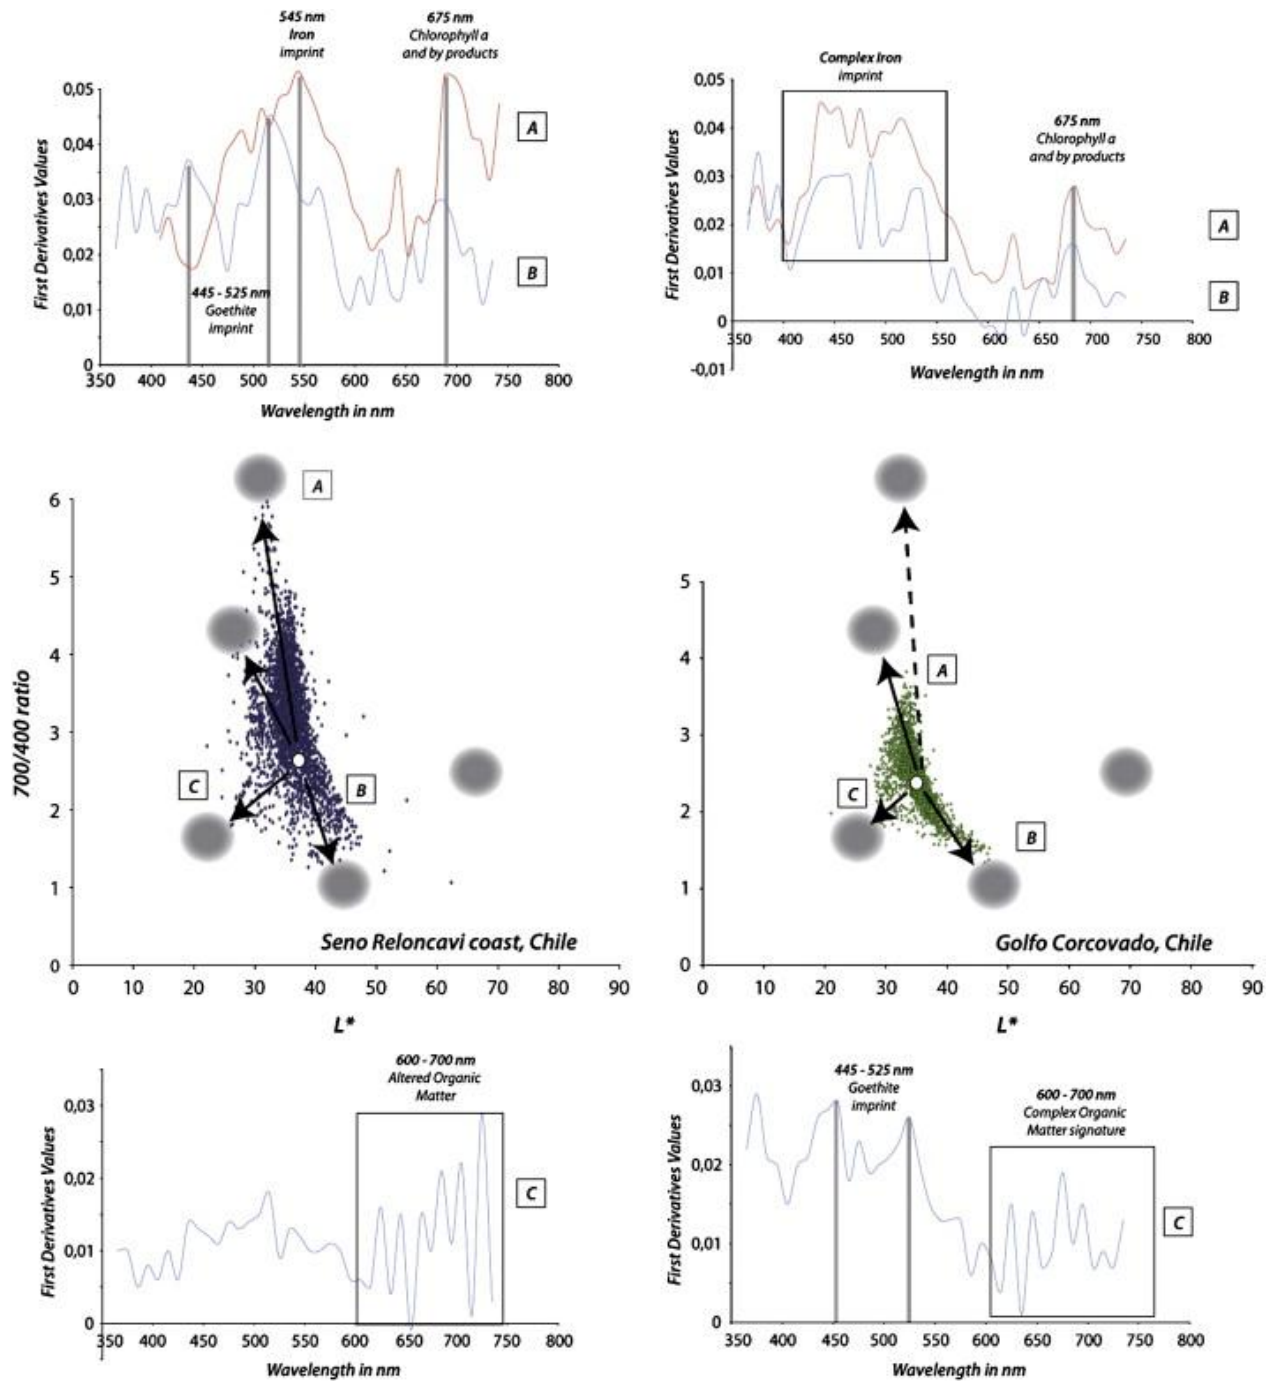 545 nm
Iron
imprint
675 nm
Chlorophyll a
and by products
0,05
0,04
0,03
0,02
0,01
0
First Derivatives Values
A
B
445 - 525 nm
Goethite
imprint
350 400 450 500 550 600 650 700 750 800
Wavelength in nm
Complex Iron
imprint
675 nm
Chlorophyll a
and by products
0,05
0,04
0,03
0,02
0,01
0
-0,01
First Derivatives Values
A
B
350 400 450 500 550 600 650 700 750 800
Wavelength in nm
6
5
4
3
2
1
0
700/400 ratio
A
C
B
Seno Reloncavi coast, Chile
0 10 20 30 40 50 60 70 80 90
L*
5
4
3
2
1
0
A
C
B
Golfo Corcovado, Chile
0 10 20 30 40 50 60 70 80 90
L*
600 - 700 nm
Altered Organic
Matter
0,03
0,02
0,01
0
First Derivatives Values
C
350 400 450 500 550 600 650 700 750 800
Wavelength in nm
445 - 525 nm
Goethite
imprint
600 - 700 nm
Complex Organic
Matter signature
0,03
0,02
0,01
0
First Derivatives Values
C
350 400 450 500 550 600 650 700 750 800
Wavelength in nm